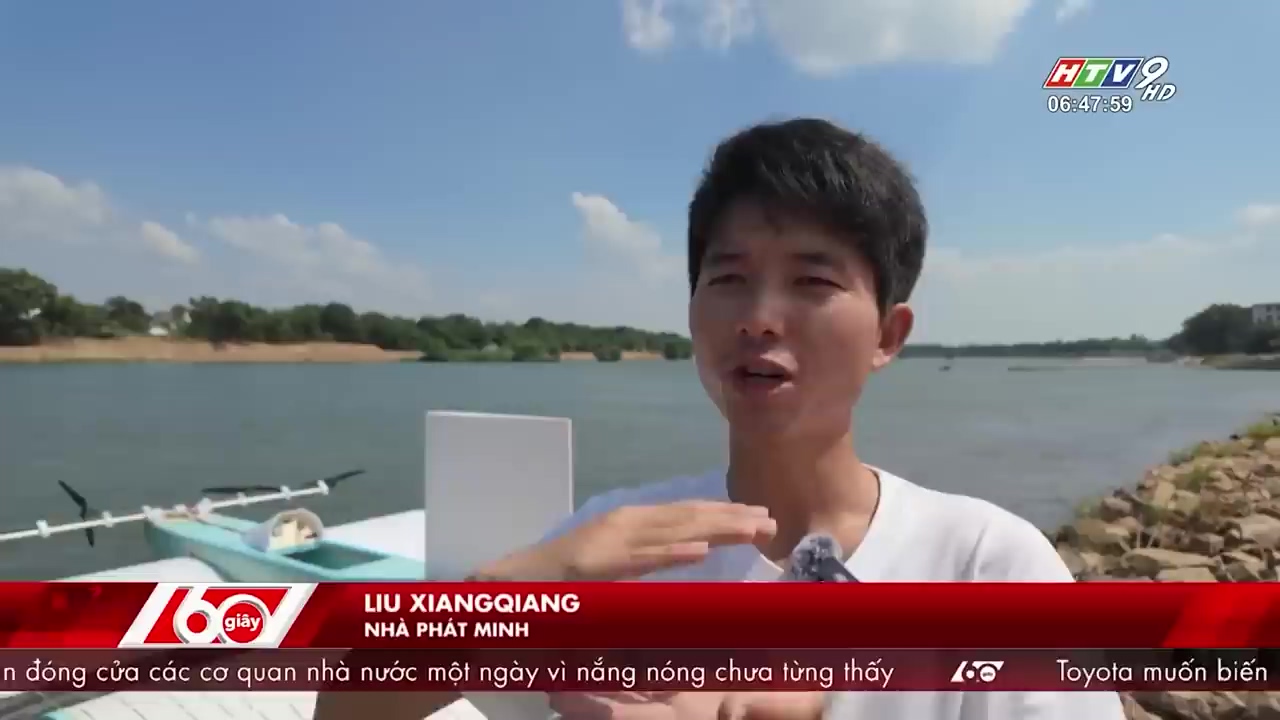 HTV9 HD
06:47:59
60 giây
LIU XIANGQIANG
NHÀ PHÁT MINH
n đóng cửa các cơ quan nhà nước một ngày vì nắng nóng chưa từng thấy 60 giây Toyota muốn biến